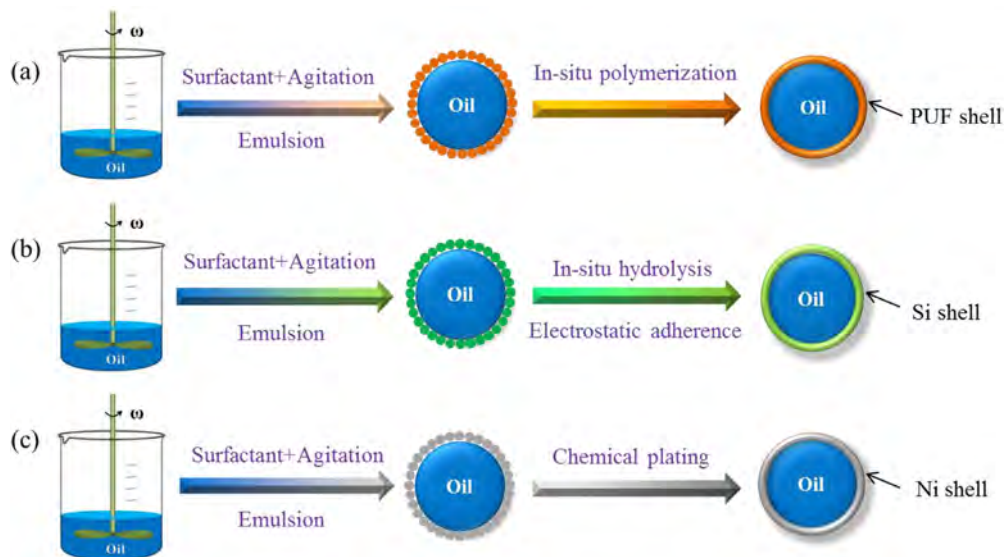 ω
(a)
Surfactant+Agitation
Emulsion
Oil
Oil
In-situ polymerization
Oil
PUF shell
ω
(b)
Surfactant+Agitation
Emulsion
Oil
Oil
In-situ hydrolysis
Electrostatic adherence
Oil
Si shell
ω
(c)
Surfactant+Agitation
Emulsion
Oil
Oil
Chemical plating
Oil
Ni shell